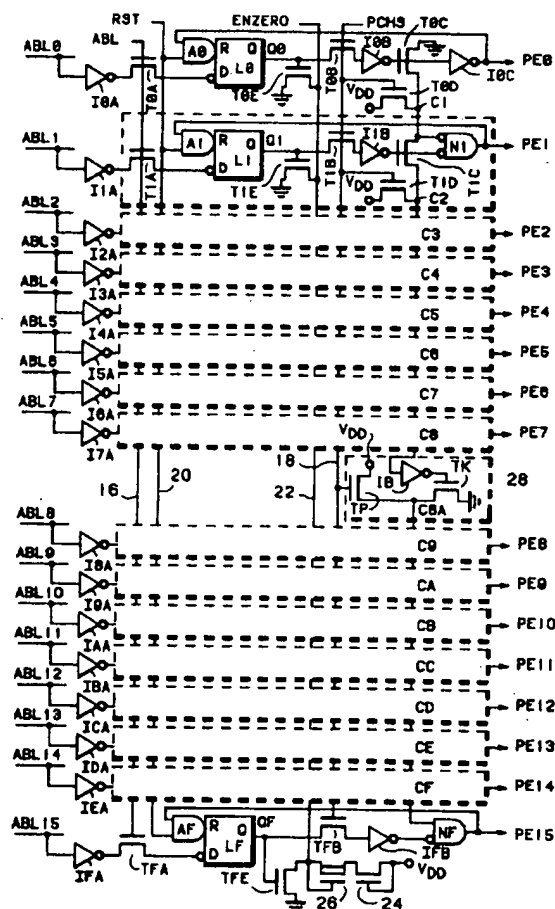 RST ENZERO PCHS T0C
ABL0 ABL A0 R Q Q0 I0B PE0
D L0 I0C
I0A T0A T0E T0B VDD T0D C1
ABL1 A1 R Q Q1 I1B N1 PE1
D L1
I1A T1A T1E T1B VDD T1D T1C
C2
ABL2 I2A C3 PE2
ABL3 I3A C4 PE3
ABL4 I4A C5 PE4
ABL5 I5A C6 PE5
ABL6 I6A C7 PE6
ABL7 I7A C8 PE7
16 20 22 18 VDD TP IB TK C8A 28
ABL8 I8A C9 PE8
ABL9 I9A CA PE9
ABL10 IAA CB PE10
ABL11 IBA CC PE11
ABL12 ICA CD PE12
ABL13 IDA CE PE13
ABL14 IEA CF PE14
ABL15 AF R Q QF NF PE15
D LF
IFA TFA TFE TFB IFB
VDD
26 24